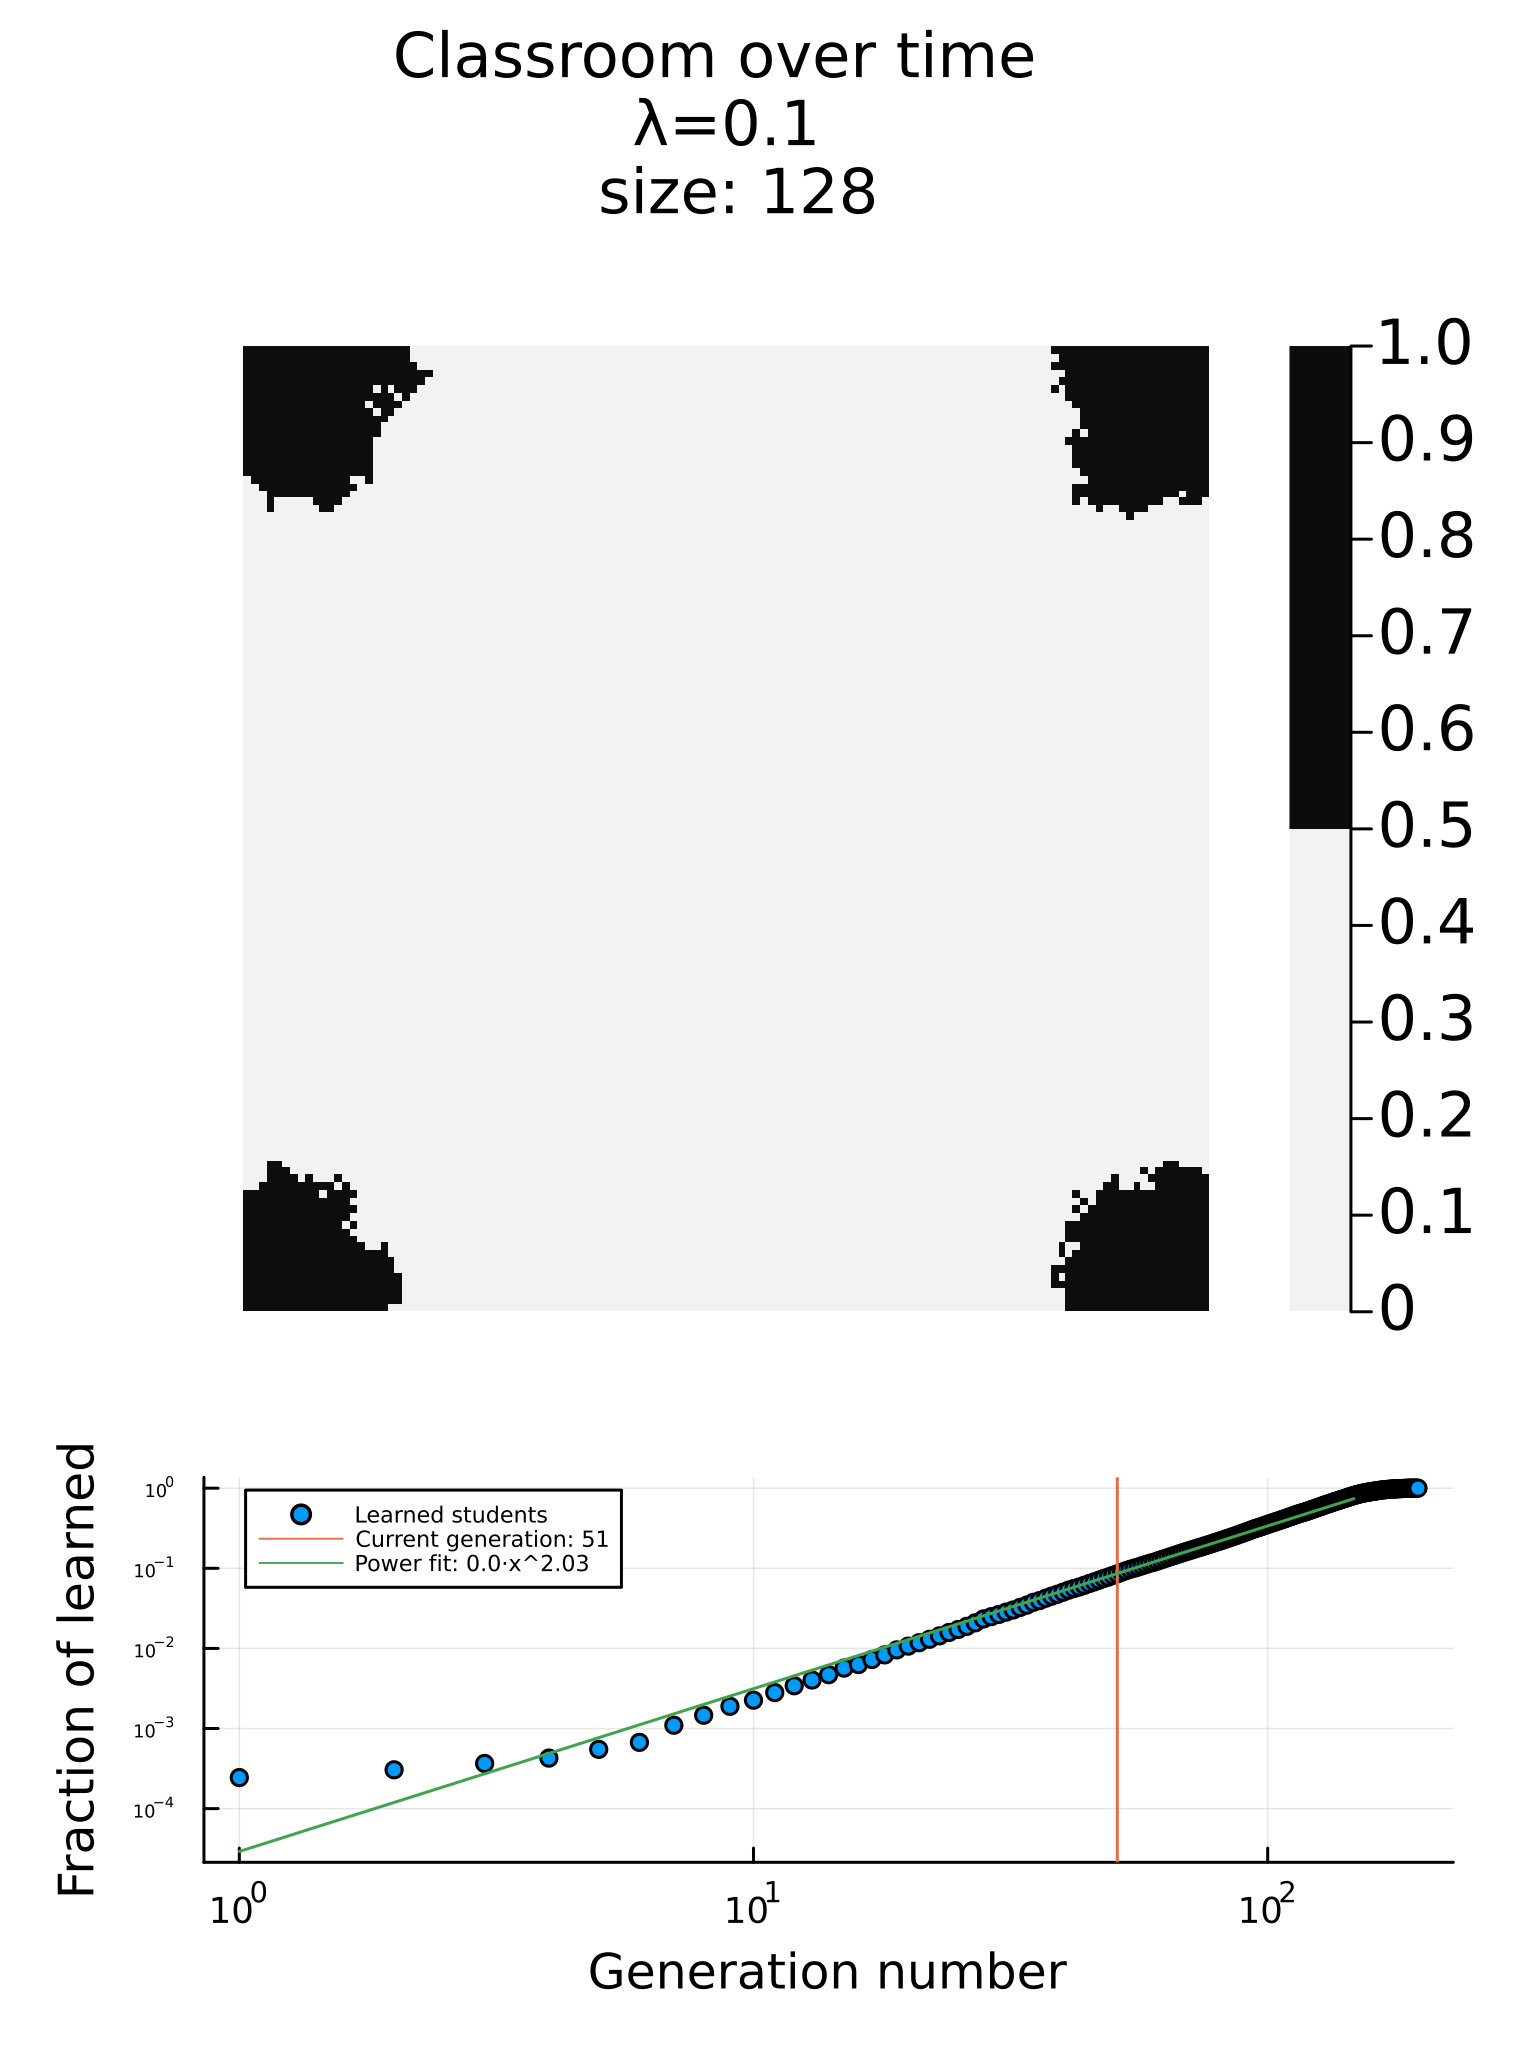 Classroom over time
λ=0.1
size: 128
1.0
0.9
0.8
0.7
0.6
0.5
0.4
0.3
0.2
0.1
0
Fraction of learned
10^0
10^-1
10^-2
10^-3
10^-4
Learned students
Current generation: 51
Power fit: 0.0·x^2.03
10^0 10^1 10^2
Generation number